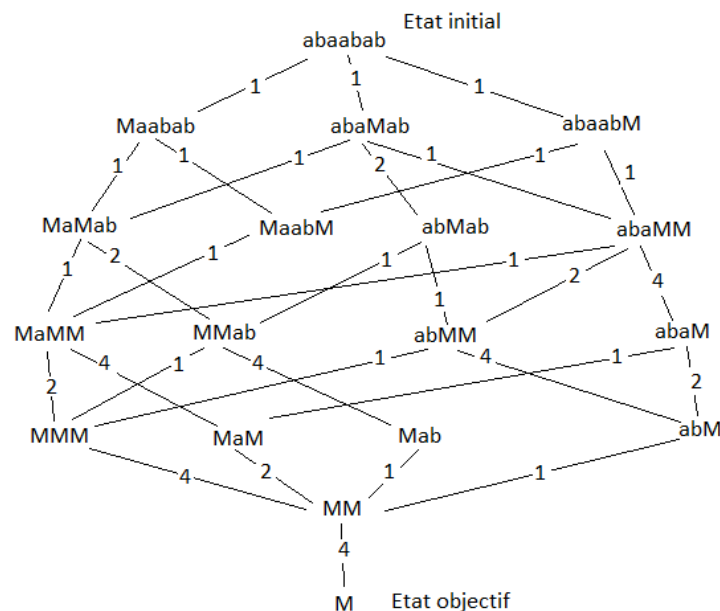 Etat initial
abaabab
1 1 1
Maabab abaMab abaabM
1 1 1 2 1 1 1
MaMab MaabM abMab abaMM
1 2 1 1 1 1 2 4
MaMM MMab abMM abaM
2 4 1 4 1 4 1 2
MMM MaM Mab abM
4 2 1 1
MM
4
M Etat objectif